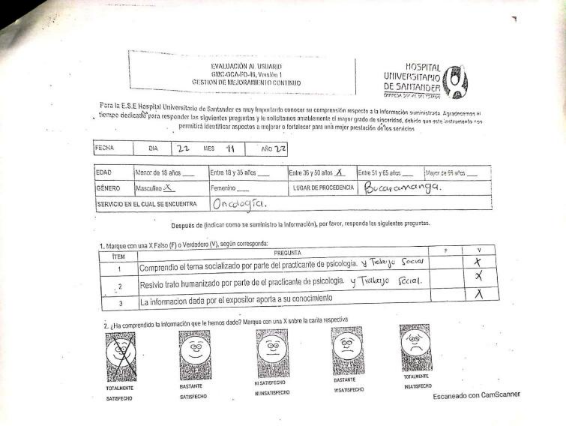 EVALUACIÓN AL USUARIO
GMC-GCA-FO-16, Versión 1
GESTION DE MEJORAMIENTO CONTINUO
HOSPITAL
UNIVERSITARIO
DE SANTANDER
Para la E.S.E Hospital Universitario de Santander es muy importante conocer su comprensión respecto a la información suministrada. Agradecemos el
tiempo dedicado para responder las siguientes preguntas y le solicitamos amablemente el mayor grado de sinceridad, debido que este instrumento nos
permitirá identificar aspectos a mejorar o fortalecer para una mejor prestación de los servicios
FECHA DIA 22 MES 11 AÑO 22
EDAD Menor de 18 años ___ Entre 18 y 35 años ___ Entre 36 y 50 años X Entre 51 y 65 años ___ Mayor de 65 años ___
GÉNERO Masculino X Femenino ___ LUGAR DE PROCEDENCIA Bucaramanga.
SERVICIO EN EL CUAL SE ENCUENTRA Oncología.
Después de (indicar como se suministro la información), por favor, responda las siguientes preguntas.
1. Marque con una X Falso (F) o Verdadero (V), según corresponda:
ÍTEM PREGUNTA F V
1 Comprendio el tema socializado por parte del practicante de psicología. y Trabajo Social X
2 Resivio trato humanizado por parte de el practicante de psicología. y Trabajo Social. X
3 La informacion dada por el expositor aporta a su conocimiento X
2. ¿Ha comprendido la información que le hemos dado? Marque con una X sobre la carita respectiva
TOTALMENTE SATISFECHO
BASTANTE SATISFECHO
NI SATISFECHO NI INSATISFECHO
BASTANTE INSATISFECHO
TOTALMENTE INSATISFECHO
Escaneado con CamScanner